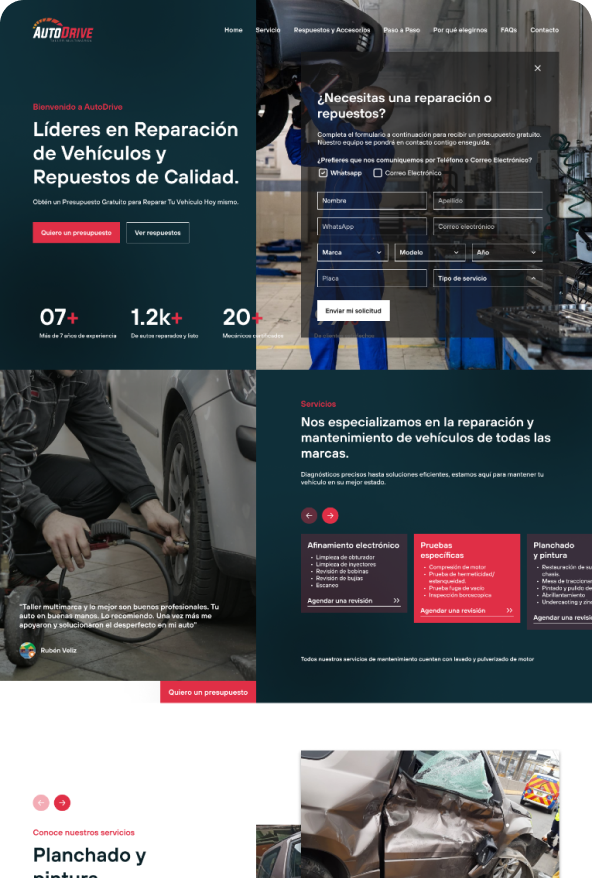 AUTODRIVE
Home Servicio Respuestos y Accesorios Paso a Paso Por qué elegirnos FAQs Contacto
Bienvenido a AutoDrive
Líderes en Reparación
de Vehículos y
Repuestos de Calidad.
Obtén un Presupuesto Gratuito para Reparar Tu Vehículo Hoy mismo.
Quiero un presupuesto
Ver respuestos
07+
Más de 7 años de experiencia
1.2k+
De autos reparados y listo
20+
Mecánicos certificados
¿Necesitas una reparación o
repuestos?
Completa el formulario a continuación para recibir un presupuesto gratuito.
Nuestro equipo se pondrá en contacto contigo enseguida.
¿Prefieres que nos comuniquemos por Teléfono o Correo Electrónico?
Whatsapp Correo Electrónico
Nombre Apellido
WhatsApp Correo electrónico
Marca Modelo Año
Placa Tipo de servicio
Enviar mi solicitud
"Taller multimarca y lo mejor son buenos profesionales. Tu
auto en buenas manos. Lo recomiendo. Una vez más me
apoyaron y solucionaron el desperfecto en mi auto"
Rubén Veliz
Quiero un presupuesto
Servicios
Nos especializamos en la reparación y
mantenimiento de vehículos de todas las
marcas.
Diagnósticos precisos hasta soluciones eficientes, estamos aquí para mantener tu
vehículo en su mejor estado.
Afinamiento electrónico
Limpieza de obturador
Limpieza de inyectores
Revisión de bobinas
Revisión de bujías
Escaneo
Agendar una revisión
Pruebas
específicas
Compresión de motor
Prueba de hermeticidad/
estanqueidad.
Prueba fuga de vacío
Inspección boroscópica
Agendar una revisión
Planchado
y pintura
Restauración de su
chasis.
Mesa de tracciones
Pintado y pulido de
Abrillantamiento
Undercoating y zinc
Agendar una revisión
Todos nuestros servicios de mantenimiento cuentan con lavado y pulverizado de motor
Conoce nuestros servicios
Planchado y
pintura